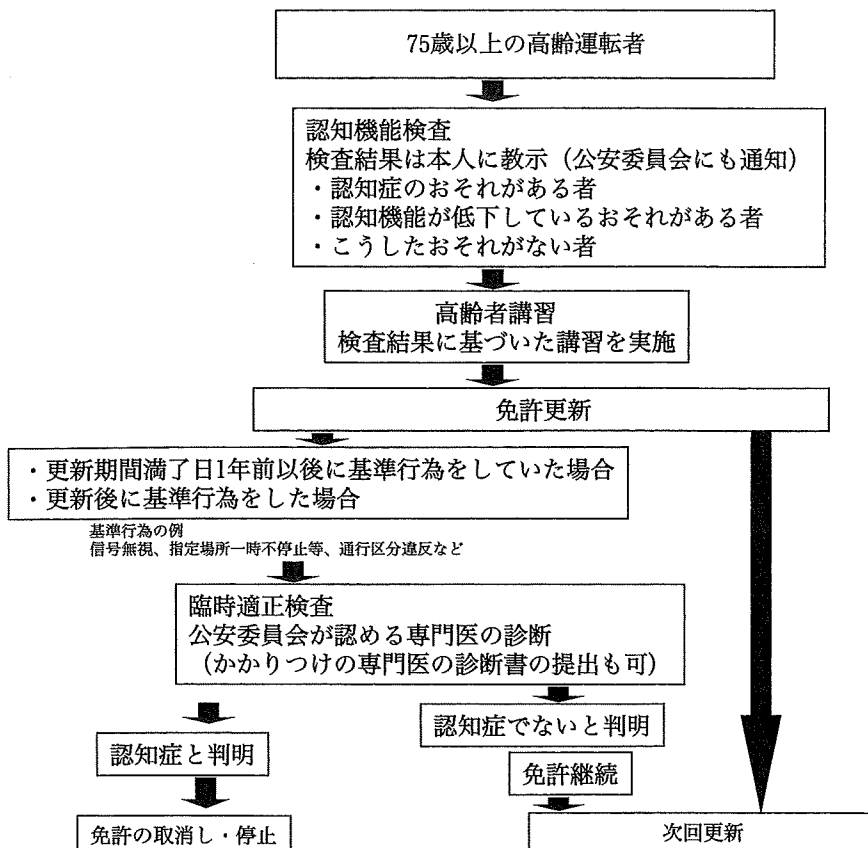 75歳以上の高齢運転者
認知機能検査
検査結果は本人に教示（公安委員会にも通知）
・認知症のおそれがある者
・認知機能が低下しているおそれがある者
・こうしたおそれがない者
高齢者講習
検査結果に基づいた講習を実施
免許更新
・更新期間満了日1年前以後に基準行為をしていた場合
・更新後に基準行為をした場合
基準行為の例
信号無視、指定場所一時不停止等、通行区分違反など
臨時適正検査
公安委員会が認める専門医の診断
（かかりつけの専門医の診断書の提出も可）
認知症と判明
認知症でないと判明
免許継続
免許の取消し・停止
次回更新